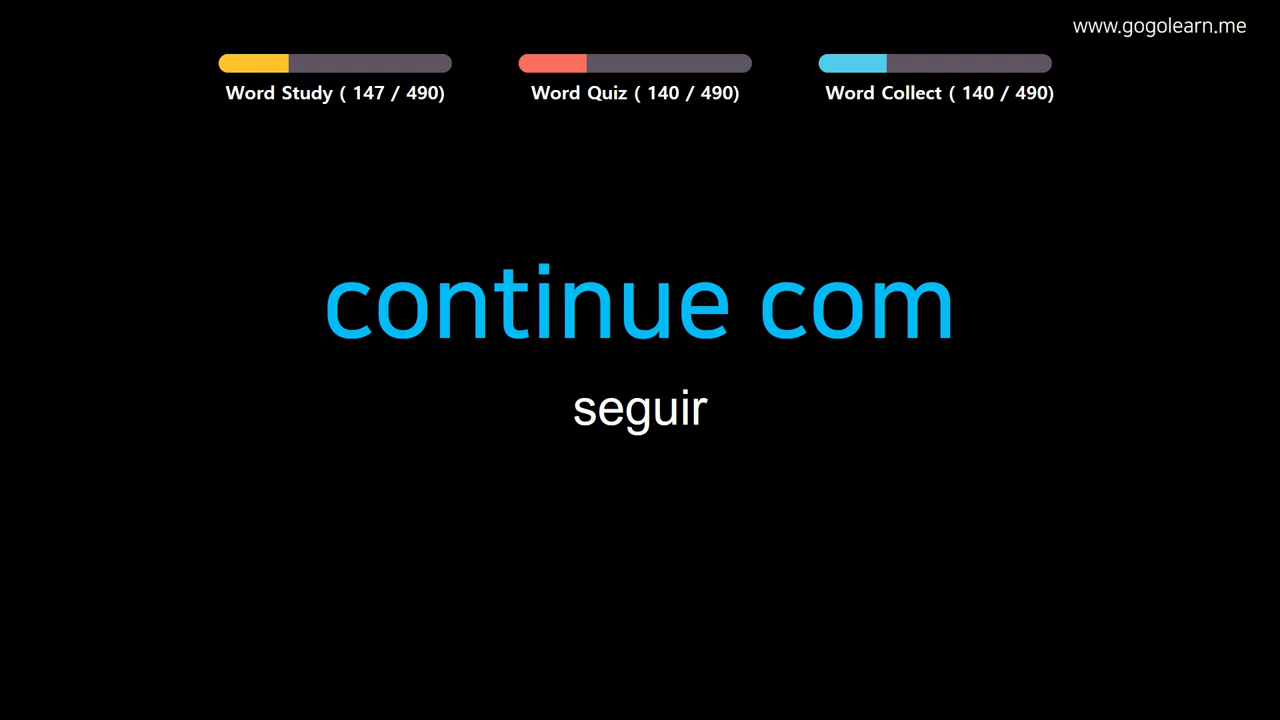 www.gogolearn.me
Word Study ( 147 / 490)
Word Quiz ( 140 / 490)
Word Collect ( 140 / 490)
continue com
seguir